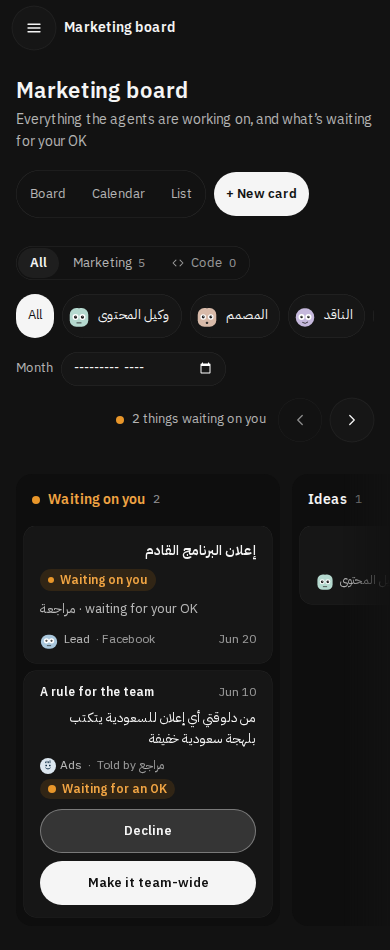 Marketing board
Marketing board
Everything the agents are working on, and what's waiting
for your OK
Board Calendar List + New card
All Marketing 5 Code 0
All وكيل المحتوى المصمم الناقد
Month --------- ----
2 things waiting on you
Waiting on you 2
إعلان البرنامج القادم
Waiting on you
مراجعة · waiting for your OK
Lead · Facebook Jun 20
A rule for the team Jun 10
من دلوقتي أي إعلان للسعودية يتكتب
بلهجة سعودية خفيفة
Ads · Told by مراجع
Waiting for an OK
Decline
Make it team-wide
Ideas 1
المحتوى